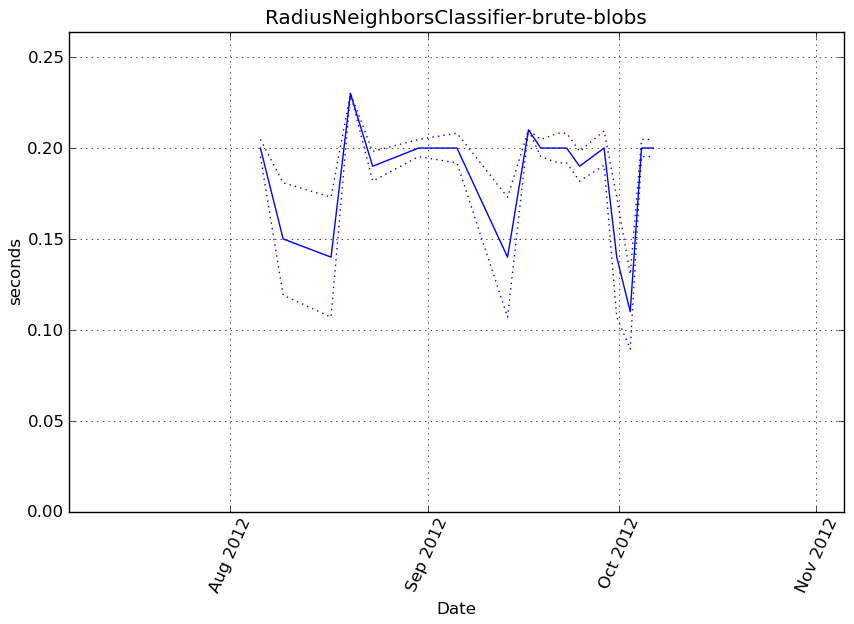 RadiusNeighborsClassifier-brute-blobs
0.25
0.20
0.15
0.10
0.05
0.00
seconds
Aug 2012
Sep 2012
Oct 2012
Nov 2012
Date